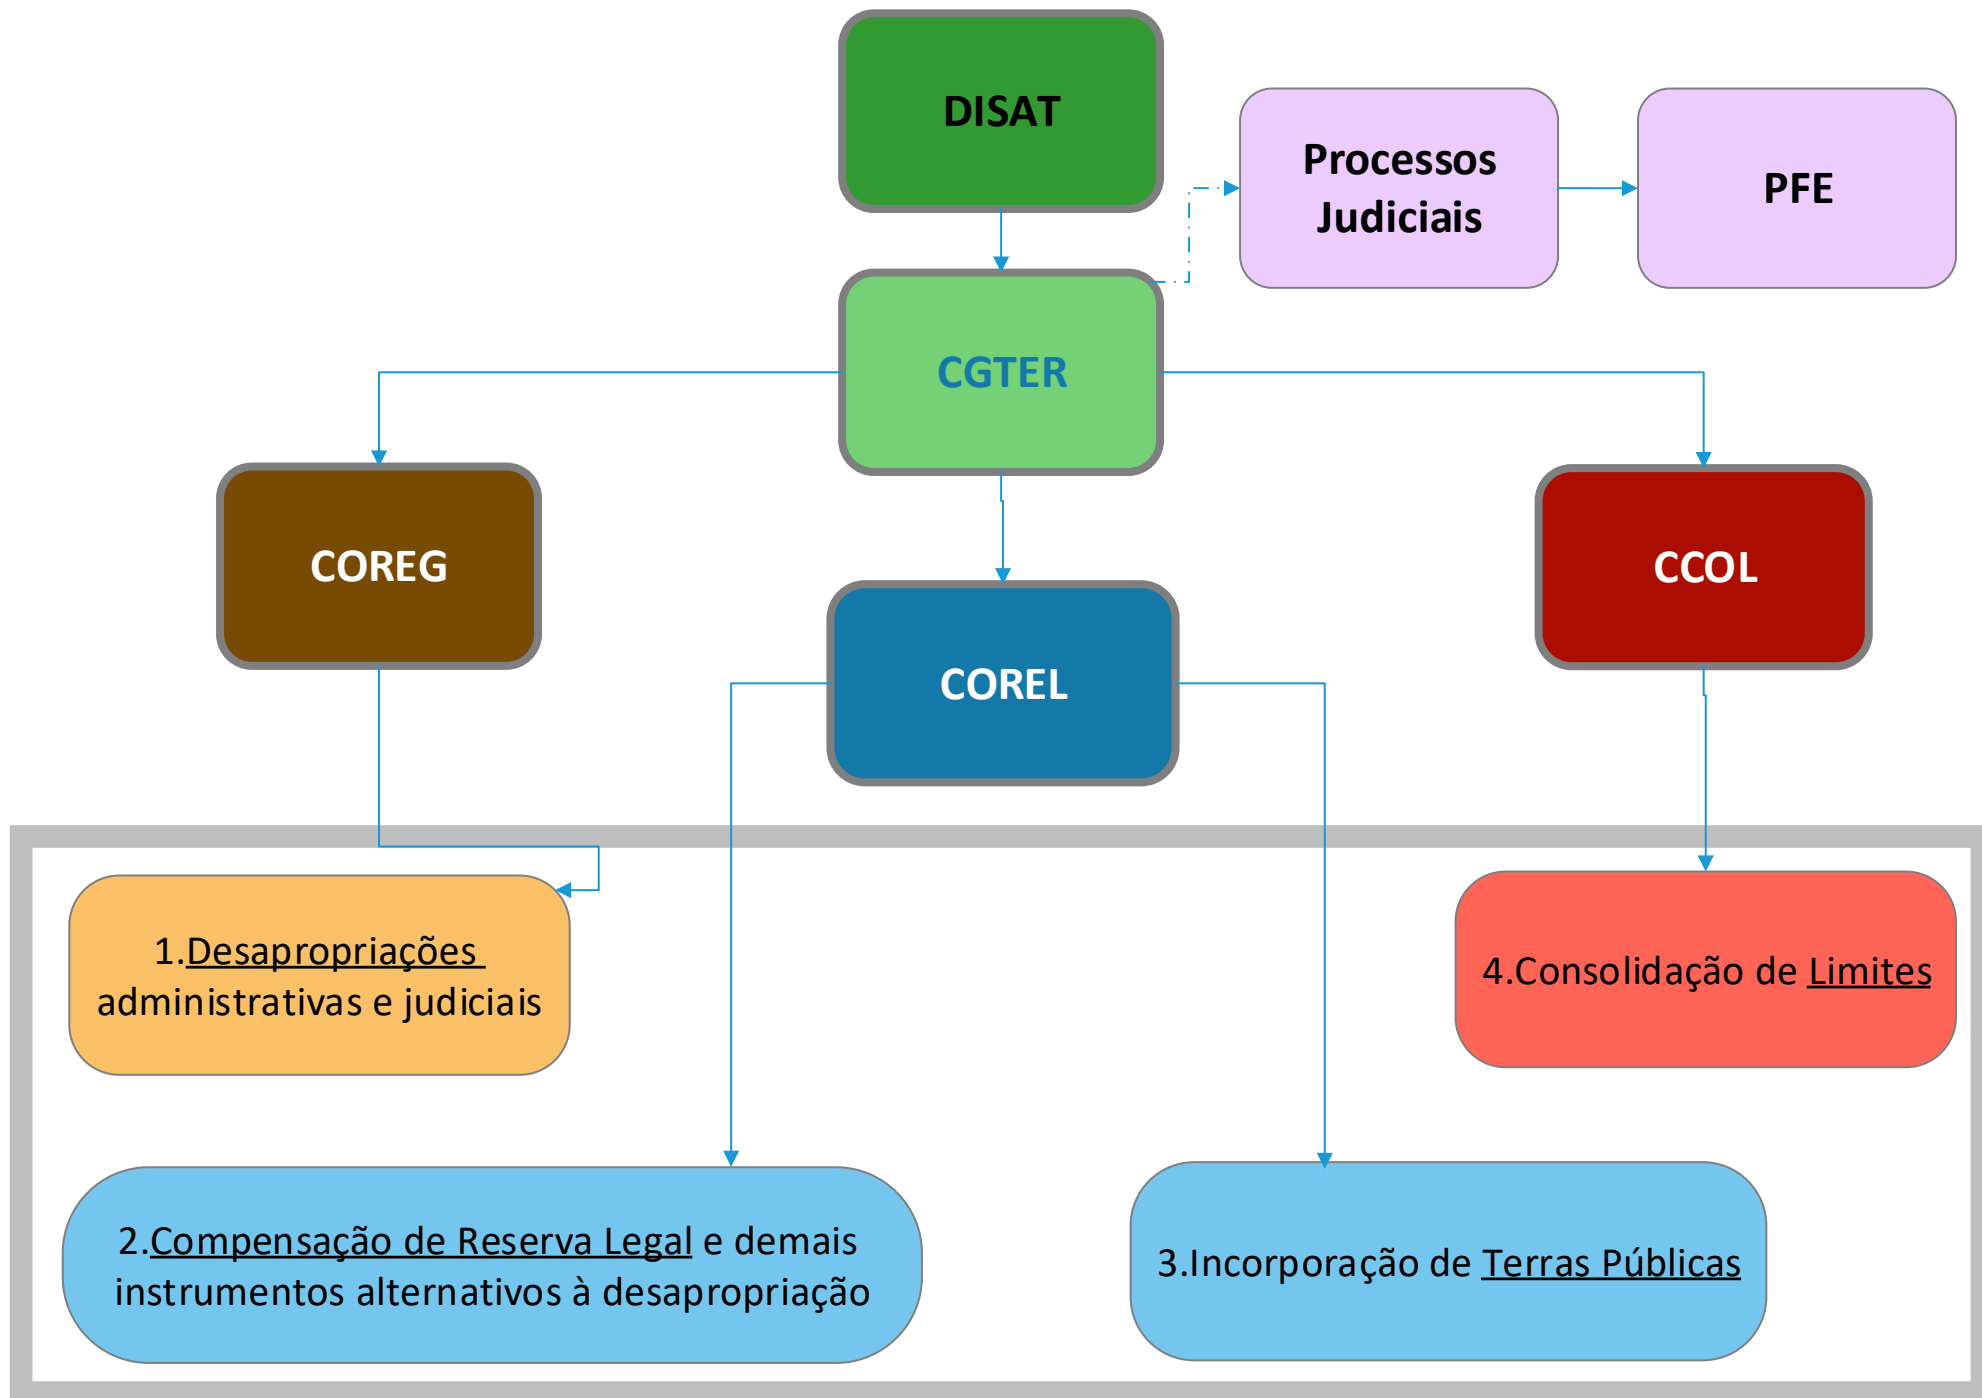 DISAT
Processos
Judiciais
PFE
CGTER
COREG
CCOL
COREL
1.Desapropriações
administrativas e judiciais
4.Consolidação de Limites
2.Compensação de Reserva Legal e demais
instrumentos alternativos à desapropriação
3.Incorporação de Terras Públicas